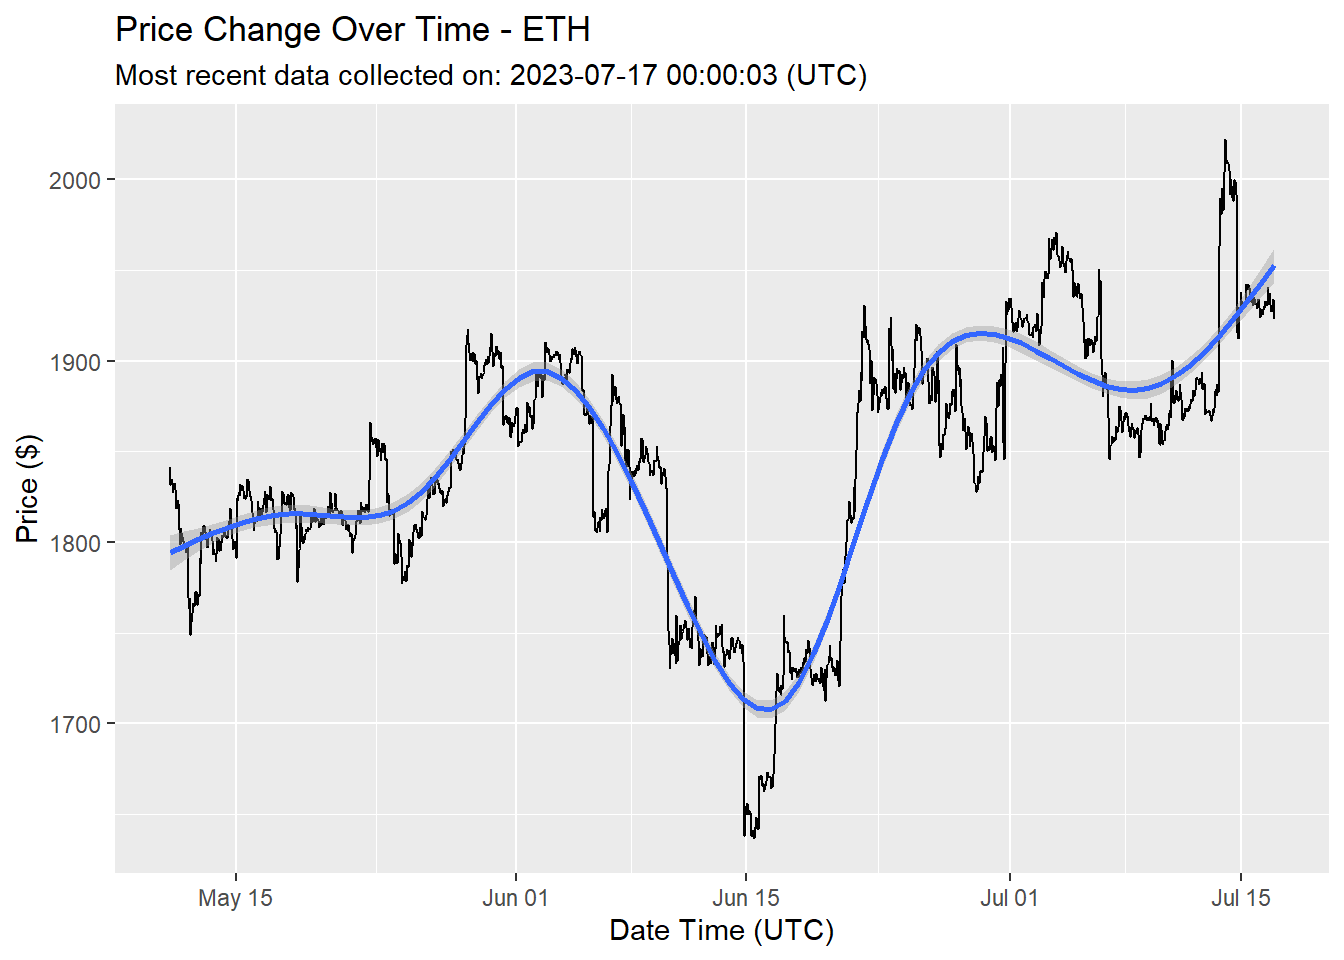 Price Change Over Time - ETH
Most recent data collected on: 2023-07-17 00:00:03 (UTC)
Price ($)
2000
1900
1800
1700
May 15
Jun 01
Jun 15
Jul 01
Jul 15
Date Time (UTC)